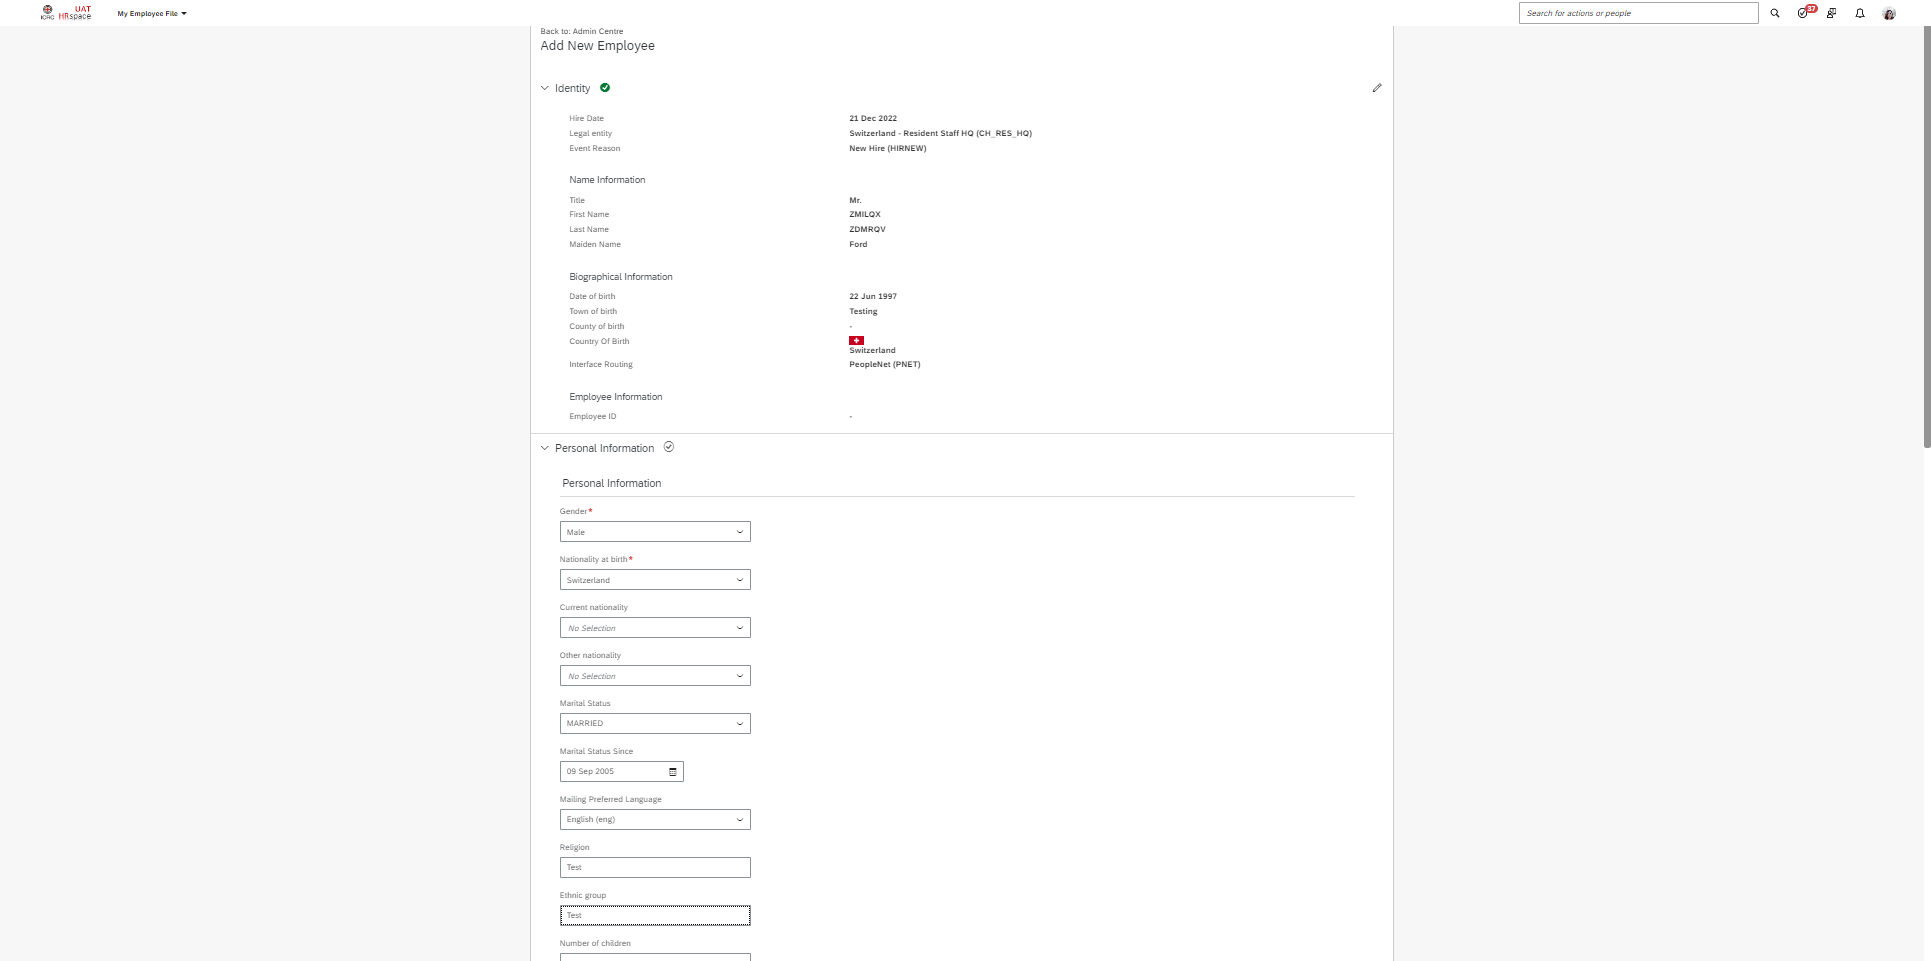 ICRC
UAT
HRspace
My Employee File
Search for actions or people
37
Back to: Admin Centre
Add New Employee
Identity
Hire Date 21 Dec 2022
Legal entity Switzerland - Resident Staff HQ (CH_RES_HQ)
Event Reason New Hire (HIRNEW)
Name Information
Title Mr.
First Name ZMILQX
Last Name ZDMRQV
Maiden Name Ford
Biographical Information
Date of birth 22 Jun 1997
Town of birth Testing
County of birth -
Country Of Birth
Switzerland
Interface Routing PeopleNet (PNET)
Employee Information
Employee ID -
Personal Information
Personal Information
Gender*
Male
Nationality at birth*
Switzerland
Current nationality
No Selection
Other nationality
No Selection
Marital Status
MARRIED
Marital Status Since
09 Sep 2005
Mailing Preferred Language
English (eng)
Religion
Test
Ethnic group
Test
Number of children